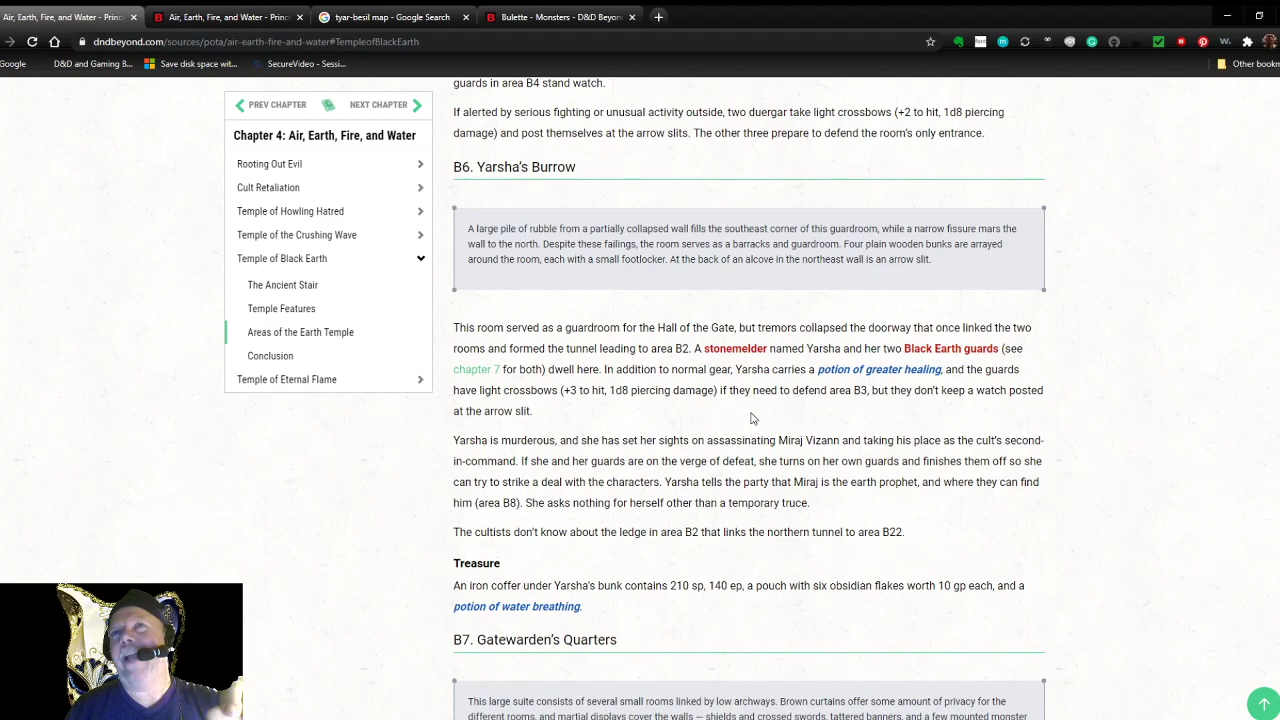 Air, Earth, Fire, and Water - Princ
Air, Earth, Fire, and Water - Princ
tyar-besil map - Google Search
Bulette - Monsters - D&D Beyon
dndbeyond.com/sources/pota/air-earth-fire-and-water#TempleofBlackEarth
Google
D&D and Gaming B...
Save disk space wit...
SecureVideo - Sessi...
Other bookm
PREV CHAPTER
NEXT CHAPTER
Chapter 4: Air, Earth, Fire, and Water
Rooting Out Evil
Cult Retaliation
Temple of Howling Hatred
Temple of the Crushing Wave
Temple of Black Earth
The Ancient Stair
Temple Features
Areas of the Earth Temple
Conclusion
Temple of Eternal Flame
guards in area B4 stand watch.
If alerted by serious fighting or unusual activity outside, two duergar take light crossbows (+2 to hit, 1d8 piercing
damage) and post themselves at the arrow slits. The other three prepare to defend the room's only entrance.
B6. Yarsha's Burrow
A large pile of rubble from a partially collapsed wall fills the southeast corner of this guardroom, while a narrow fissure mars the
wall to the north. Despite these failings, the room serves as a barracks and guardroom. Four plain wooden bunks are arrayed
around the room, each with a small footlocker. At the back of an alcove in the northeast wall is an arrow slit.
This room served as a guardroom for the Hall of the Gate, but tremors collapsed the doorway that once linked the two
rooms and formed the tunnel leading to area B2. A stonemelder named Yarsha and her two Black Earth guards (see
chapter 7 for both) dwell here. In addition to normal gear, Yarsha carries a potion of greater healing, and the guards
have light crossbows (+3 to hit, 1d8 piercing damage) if they need to defend area B3, but they don't keep a watch posted
at the arrow slit.
Yarsha is murderous, and she has set her sights on assassinating Miraj Vizann and taking his place as the cult's second-
in-command. If she and her guards are on the verge of defeat, she turns on her own guards and finishes them off so she
can try to strike a deal with the characters. Yarsha tells the party that Miraj is the earth prophet, and where they can find
him (area B8). She asks nothing for herself other than a temporary truce.
The cultists don't know about the ledge in area B2 that links the northern tunnel to area B22.
Treasure
An iron coffer under Yarsha's bunk contains 210 sp, 140 ep, a pouch with six obsidian flakes worth 10 gp each, and a
potion of water breathing.
B7. Gatewarden's Quarters
This large suite consists of several small rooms linked by low archways. Brown curtains offer some amount of privacy for the
different rooms, and martial displays cover the walls — shields and crossed swords, tattered banners, and a few mounted monster